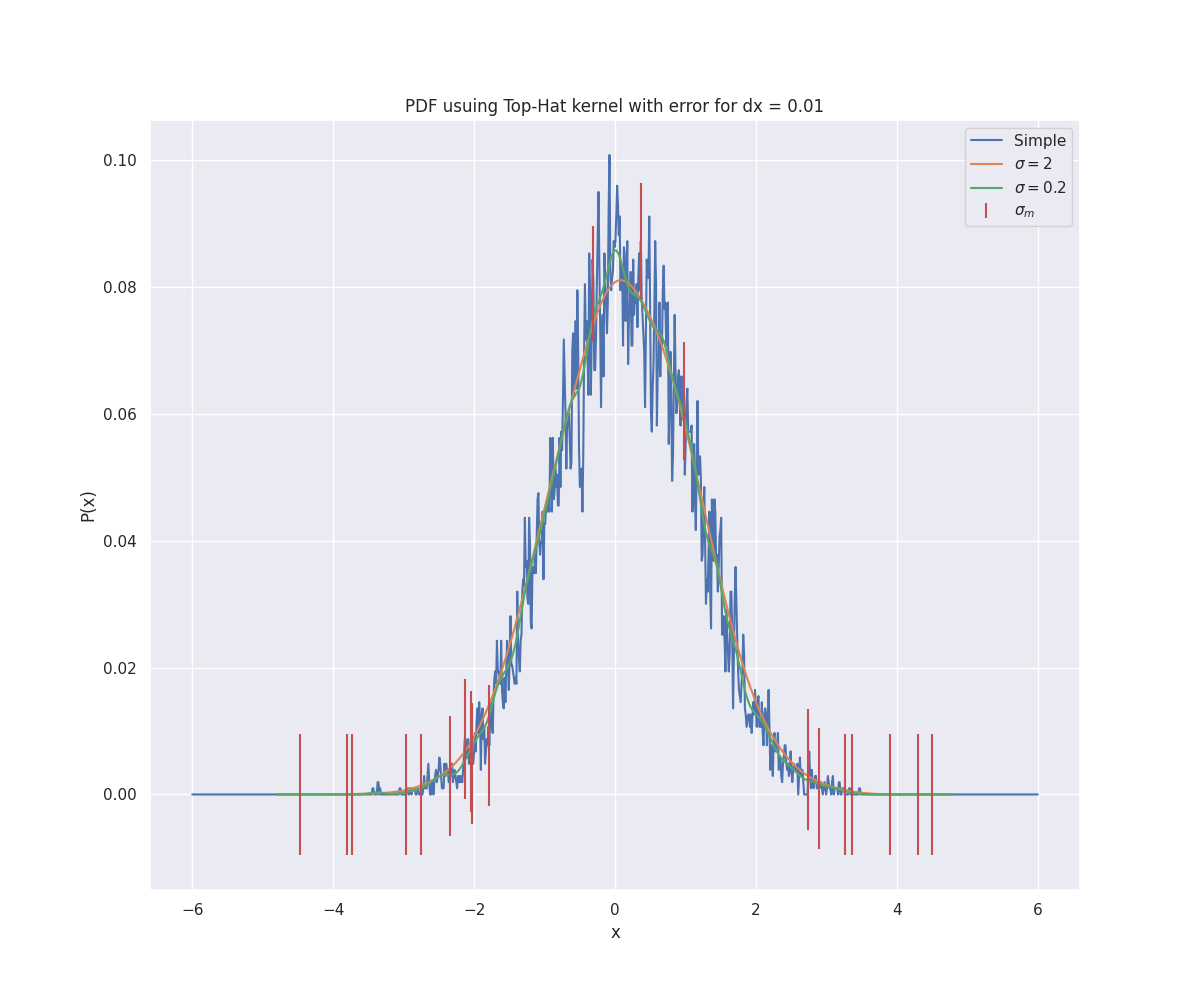 PDF usuing Top-Hat kernel with error for dx = 0.01
Simple
σ = 2
σ = 0.2
σₘ
P(x)
0.10
0.08
0.06
0.04
0.02
0.00
−6 −4 −2 0 2 4 6
x